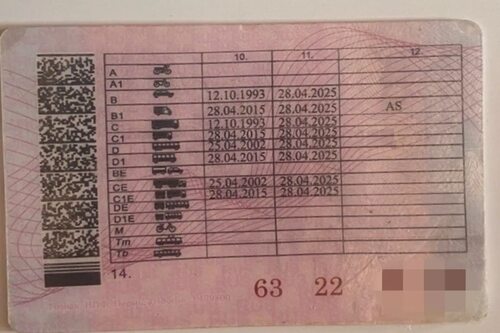 10. 11. 12.
A
A1
B 12.10.1993 28.04.2025
B1 28.04.2015 28.04.2025 AS
C 12.10.1993 28.04.2025
C1 28.04.2015 28.04.2025
D 25.04.2002 28.04.2025
D1 28.04.2015 28.04.2025
BE
CE 25.04.2002 28.04.2025
C1E 28.04.2015 28.04.2025
DE
D1E
M
Tm
Tb
14.
63 22